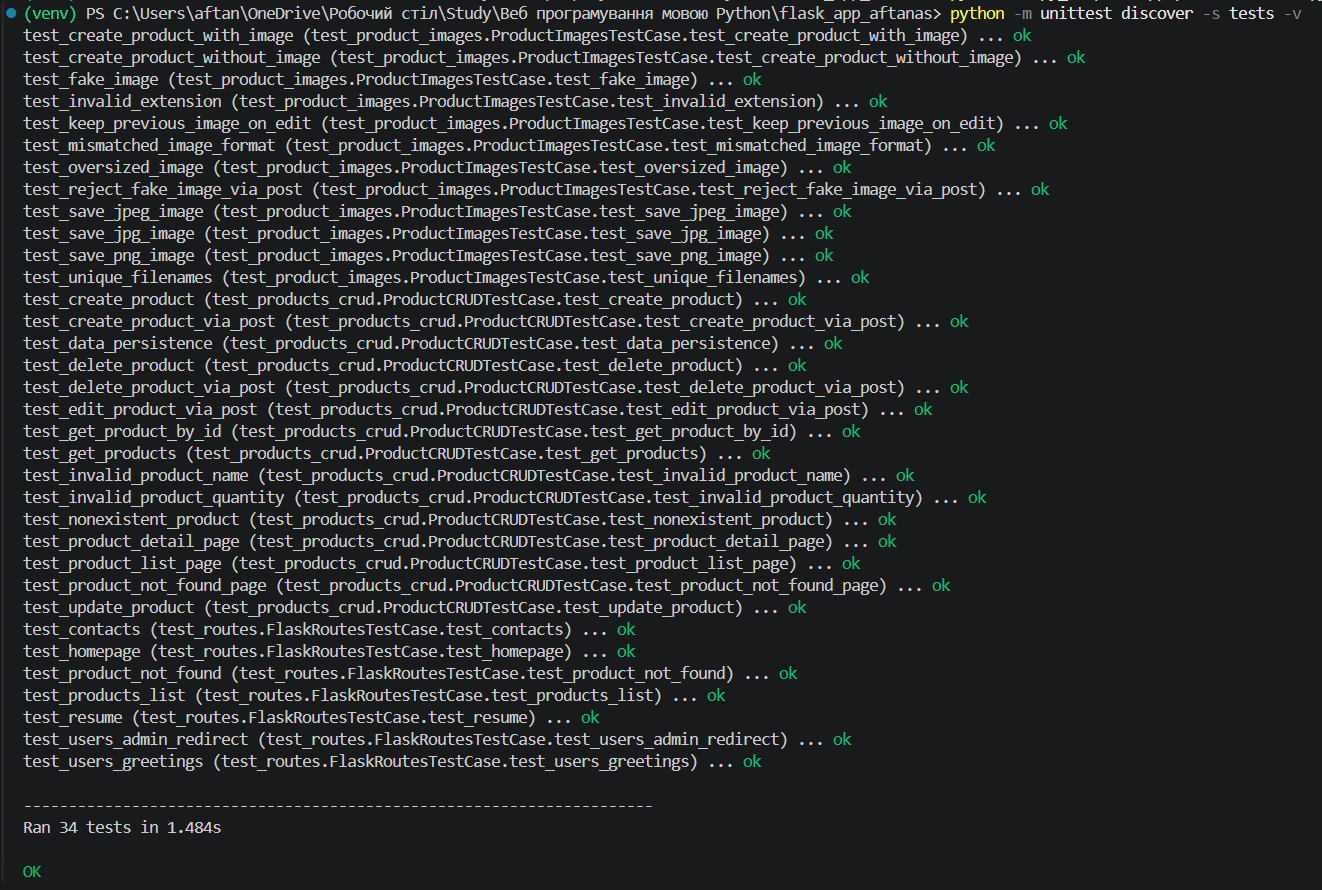 (venv) PS C:\Users\aftan\OneDrive\Робочий стіл\Study\Веб програмування мовою Python\flask_app_aftanas> python -m unittest discover -s tests -v
test_create_product_with_image (test_product_images.ProductImagesTestCase.test_create_product_with_image) ... ok
test_create_product_without_image (test_product_images.ProductImagesTestCase.test_create_product_without_image) ... ok
test_fake_image (test_product_images.ProductImagesTestCase.test_fake_image) ... ok
test_invalid_extension (test_product_images.ProductImagesTestCase.test_invalid_extension) ... ok
test_keep_previous_image_on_edit (test_product_images.ProductImagesTestCase.test_keep_previous_image_on_edit) ... ok
test_mismatched_image_format (test_product_images.ProductImagesTestCase.test_mismatched_image_format) ... ok
test_oversized_image (test_product_images.ProductImagesTestCase.test_oversized_image) ... ok
test_reject_fake_image_via_post (test_product_images.ProductImagesTestCase.test_reject_fake_image_via_post) ... ok
test_save_jpeg_image (test_product_images.ProductImagesTestCase.test_save_jpeg_image) ... ok
test_save_jpg_image (test_product_images.ProductImagesTestCase.test_save_jpg_image) ... ok
test_save_png_image (test_product_images.ProductImagesTestCase.test_save_png_image) ... ok
test_unique_filenames (test_product_images.ProductImagesTestCase.test_unique_filenames) ... ok
test_create_product (test_products_crud.ProductCRUDTestCase.test_create_product) ... ok
test_create_product_via_post (test_products_crud.ProductCRUDTestCase.test_create_product_via_post) ... ok
test_data_persistence (test_products_crud.ProductCRUDTestCase.test_data_persistence) ... ok
test_delete_product (test_products_crud.ProductCRUDTestCase.test_delete_product) ... ok
test_delete_product_via_post (test_products_crud.ProductCRUDTestCase.test_delete_product_via_post) ... ok
test_edit_product_via_post (test_products_crud.ProductCRUDTestCase.test_edit_product_via_post) ... ok
test_get_product_by_id (test_products_crud.ProductCRUDTestCase.test_get_product_by_id) ... ok
test_get_products (test_products_crud.ProductCRUDTestCase.test_get_products) ... ok
test_invalid_product_name (test_products_crud.ProductCRUDTestCase.test_invalid_product_name) ... ok
test_invalid_product_quantity (test_products_crud.ProductCRUDTestCase.test_invalid_product_quantity) ... ok
test_nonexistent_product (test_products_crud.ProductCRUDTestCase.test_nonexistent_product) ... ok
test_product_detail_page (test_products_crud.ProductCRUDTestCase.test_product_detail_page) ... ok
test_product_list_page (test_products_crud.ProductCRUDTestCase.test_product_list_page) ... ok
test_product_not_found_page (test_products_crud.ProductCRUDTestCase.test_product_not_found_page) ... ok
test_update_product (test_products_crud.ProductCRUDTestCase.test_update_product) ... ok
test_contacts (test_routes.FlaskRoutesTestCase.test_contacts) ... ok
test_homepage (test_routes.FlaskRoutesTestCase.test_homepage) ... ok
test_product_not_found (test_routes.FlaskRoutesTestCase.test_product_not_found) ... ok
test_products_list (test_routes.FlaskRoutesTestCase.test_products_list) ... ok
test_resume (test_routes.FlaskRoutesTestCase.test_resume) ... ok
test_users_admin_redirect (test_routes.FlaskRoutesTestCase.test_users_admin_redirect) ... ok
test_users_greetings (test_routes.FlaskRoutesTestCase.test_users_greetings) ... ok
----------------------------------------------------------------------
Ran 34 tests in 1.484s
OK